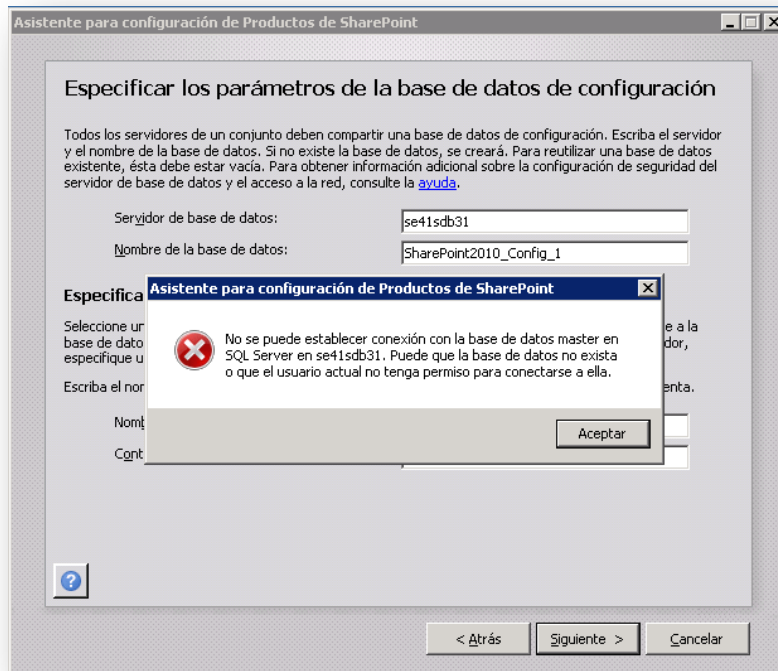 Asistente para configuración de Productos de SharePoint
Especificar los parámetros de la base de datos de configuración
Todos los servidores de un conjunto deben compartir una base de datos de configuración. Escriba el servidor
y el nombre de la base de datos. Si no existe la base de datos, se creará. Para reutilizar una base de datos
existente, ésta debe estar vacía. Para obtener información adicional sobre la configuración de seguridad del
servidor de base de datos y el acceso a la red, consulte la ayuda.
Servidor de base de datos: se41sdb31
Nombre de la base de datos: SharePoint2010_Config_1
Asistente para configuración de Productos de SharePoint
No se puede establecer conexión con la base de datos master en
SQL Server en se41sdb31. Puede que la base de datos no exista
o que el usuario actual no tenga permiso para conectarse a ella.
Aceptar
Especifica
Seleccione un e a la
base de dato dor,
especifique u
Escriba el nor enta.
Nomb
Cont
< Atrás Siguiente > Cancelar